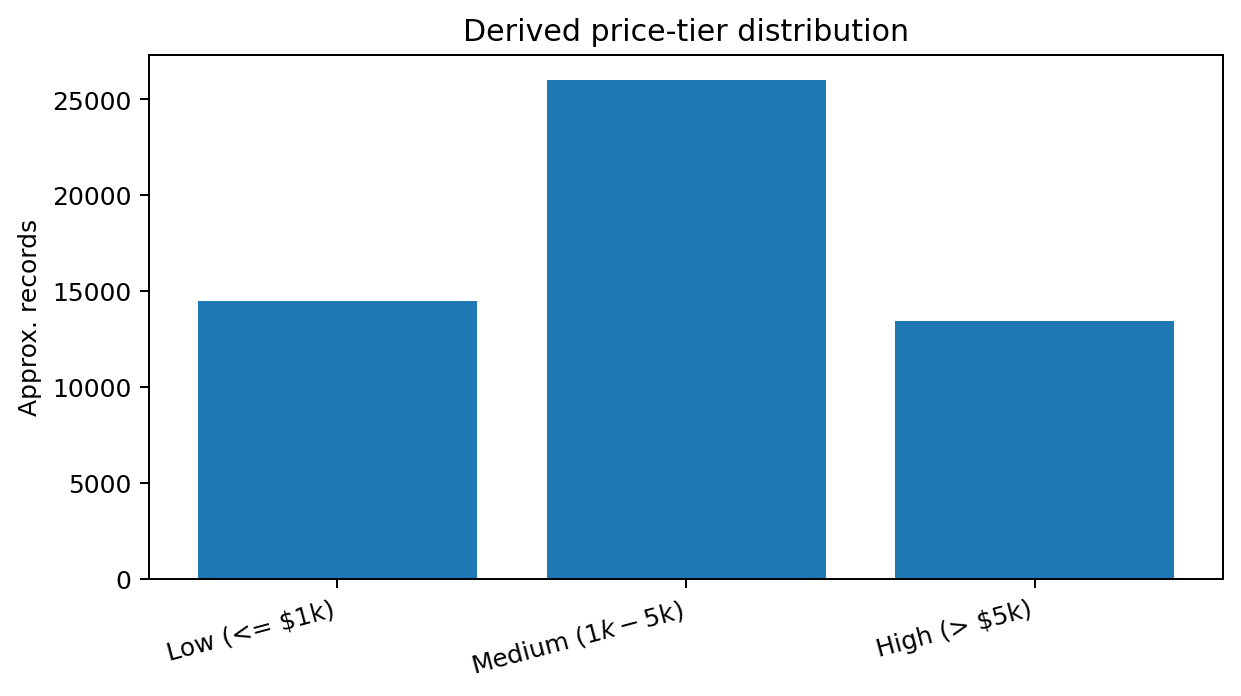 Derived price-tier distribution
25000
20000
15000
10000
5000
0
Approx. records
Low (<= $1k)
Medium (1k − 5k)
High (> $5k)